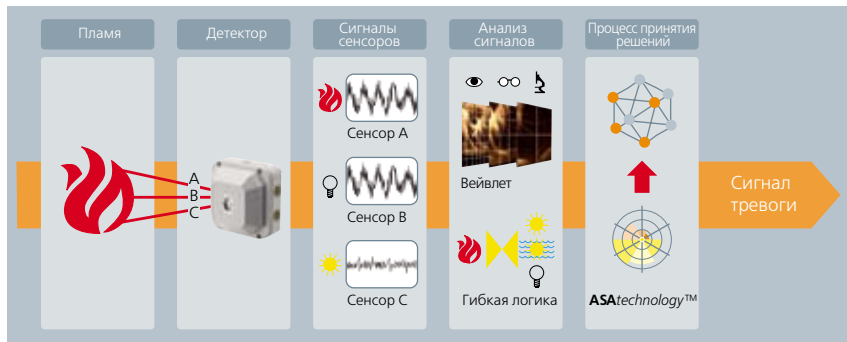 Пламя
Детектор
Сигналы
сенсоров
Анализ
сигналов
Процесс принятия
решений
A
B
C
Сенсор A
Сенсор B
Сенсор C
Вейвлет
Гибкая логика
ASAtechnology™
Сигнал
тревоги